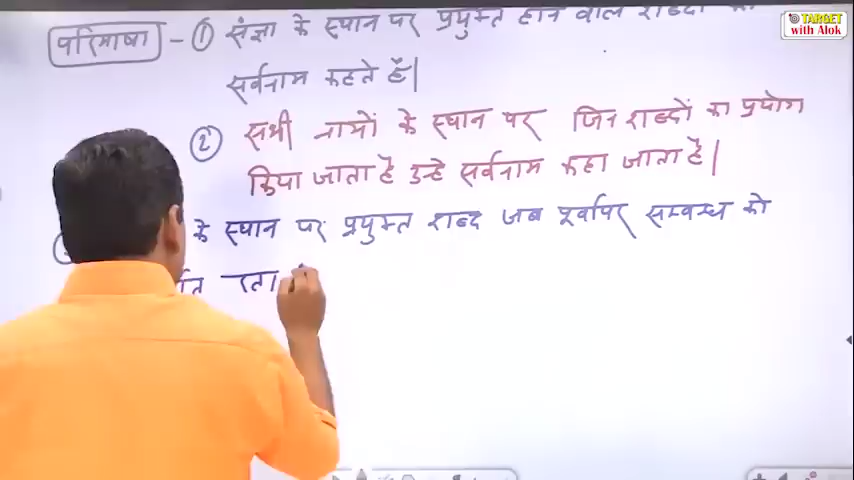 TARGET
with Alok
परिभाषा - ① संज्ञा के स्थान पर प्रयुक्त होने वाले शब्दों को
सर्वनाम कहते हैं|
② सभी नामों के स्थान पर जिन शब्दों का प्रयोग
किया जाता है उन्हे सर्वनाम कहा जाता है|
के स्थान पर प्रयुक्त शब्द जब पूर्वापर सम्बन्ध को